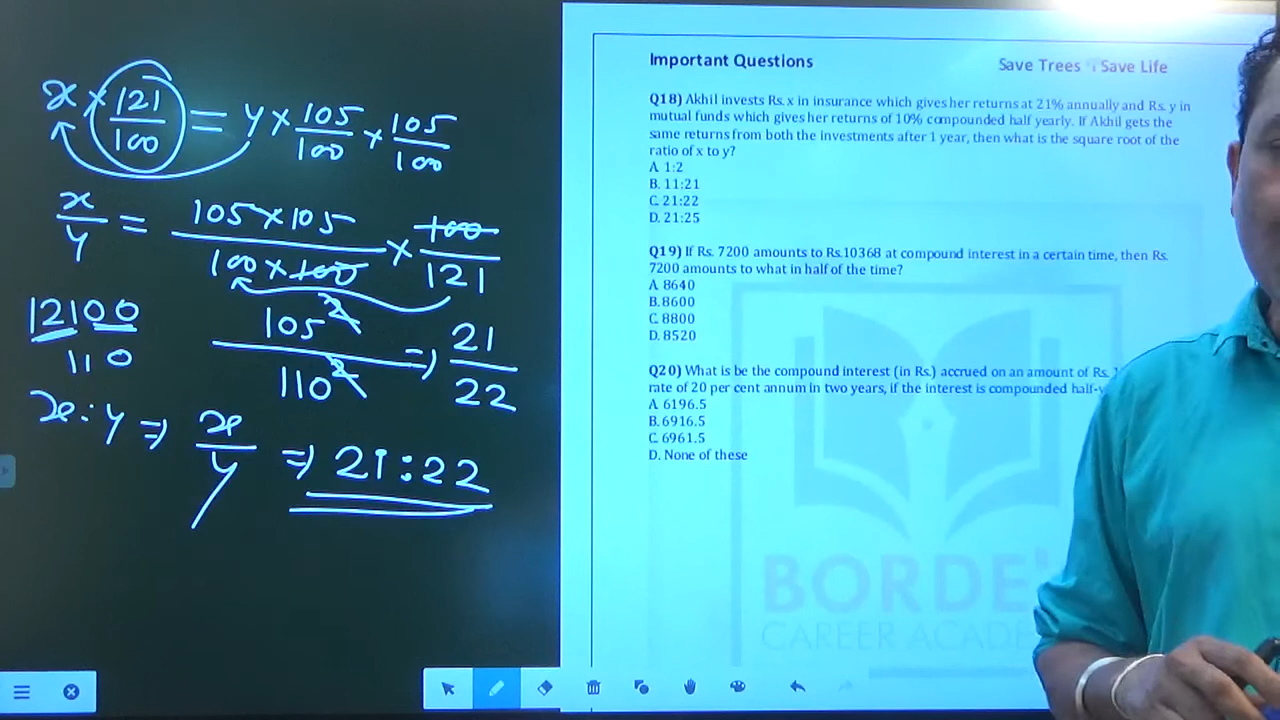 x × 121/100 = y × 105/100 × 105/100
x/y = 105×105/100×100 × 100/121
12100
110
105²/110² => 21/22
x:y => x/y => 21:22
Important Questions
Save Trees Save Life
Q18) Akhil invests Rs. x in insurance which gives her returns at 21% annually and Rs. y in
mutual funds which gives her returns of 10% compounded half yearly. If Akhil gets the
same returns from both the investments after 1 year, then what is the square root of the
ratio of x to y?
A. 1:2
B. 11:21
C. 21:22
D. 21:25
Q19) If Rs. 7200 amounts to Rs.10368 at compound interest in a certain time, then Rs.
7200 amounts to what in half of the time?
A. 8640
B. 8600
C. 8800
D. 8520
Q20) What is be the compound interest (in Rs.) accrued on an amount of Rs.
rate of 20 per cent annum in two years, if the interest is compounded half-y
A. 6196.5
B. 6916.5
C. 6961.5
D. None of these
BORDE'
CAREER ACADE